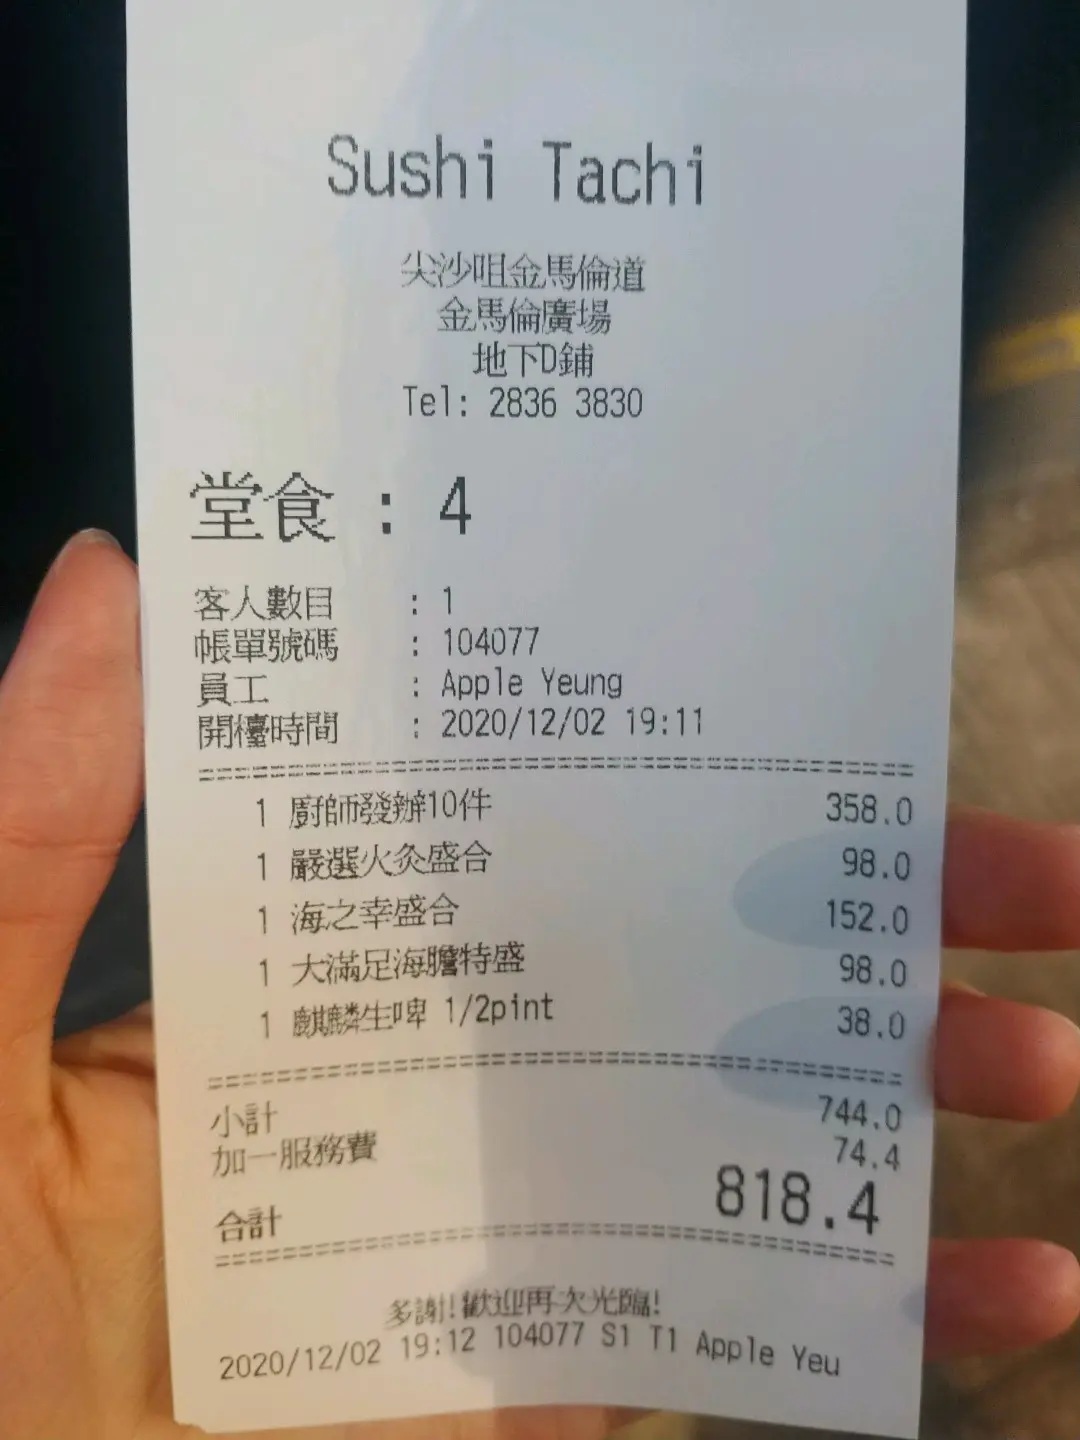 Sushi Tachi
尖沙咀金馬倫道
金馬倫廣場
地下D鋪
Tel: 2836 3830
堂食 : 4
客人數目 : 1
帳單號碼 : 104077
員工 : Apple Yeung
開檯時間 : 2020/12/02 19:11
1 廚師發辦10件 358.0
1 嚴選火灸盛合 98.0
1 海之幸盛合 152.0
1 大滿足海膽特盛 98.0
1 麒麟生啤 1/2pint 38.0
小計 744.0
加一服務費 74.4
合計 818.4
多謝!歡迎再次光臨!
2020/12/02 19:12 104077 S1 T1 Apple Yeu